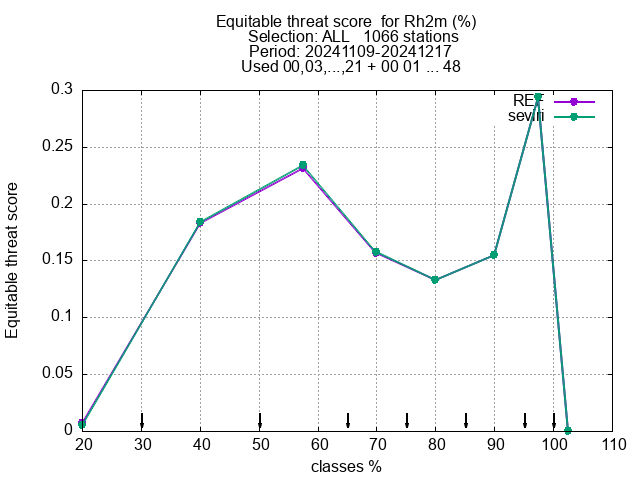 Equitable threat score  for Rh2m (%)
Selection: ALL   1066 stations
Period: 20241109-20241217
Used 00,03,...,21 + 00 01 ... 48
REF
seviri
0.3
0.25
0.2
0.15
0.1
0.05
0
Equitable threat score
20 30 40 50 60 70 80 90 100 110
classes %